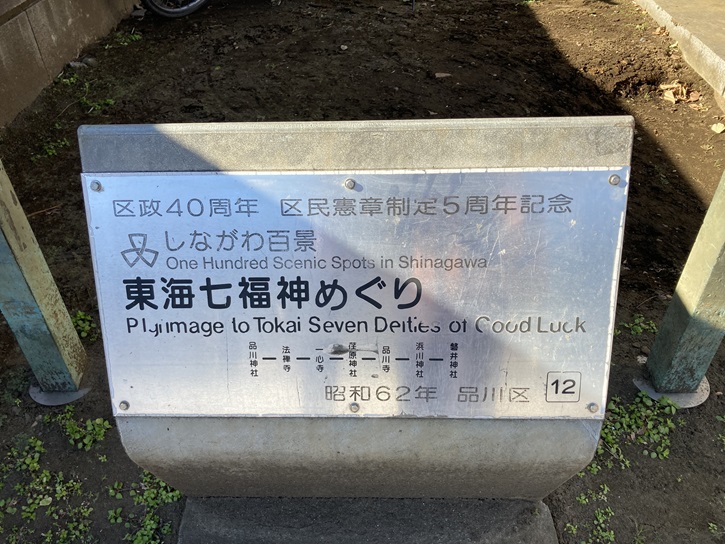 区政40周年 区民憲章制定5周年記念
しながわ百景
One Hundred Scenic Spots in Shinagawa
東海七福神めぐり
Pilgrimage to Tokai Seven Deities of Good Luck
品川神社―法禅寺―一心寺―荏原神社―品川寺―浜川神社―磐井神社
昭和62年 品川区 12